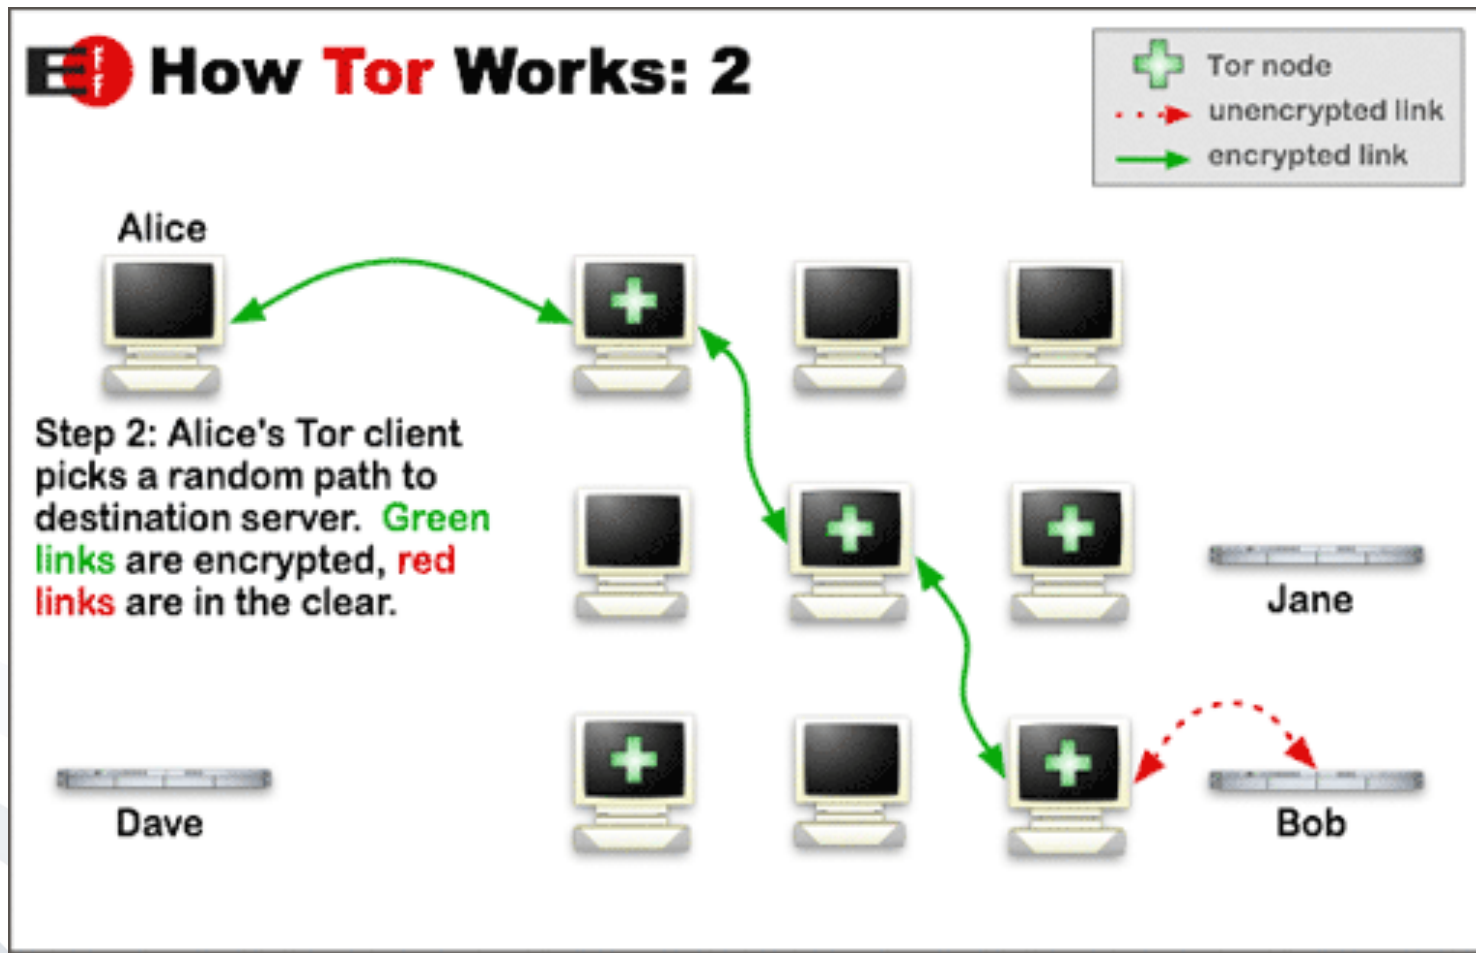 EFF How Tor Works: 2
Tor node
unencrypted link
encrypted link
Alice
Step 2: Alice's Tor client
picks a random path to
destination server. Green
links are encrypted, red
links are in the clear.
Jane
Dave
Bob